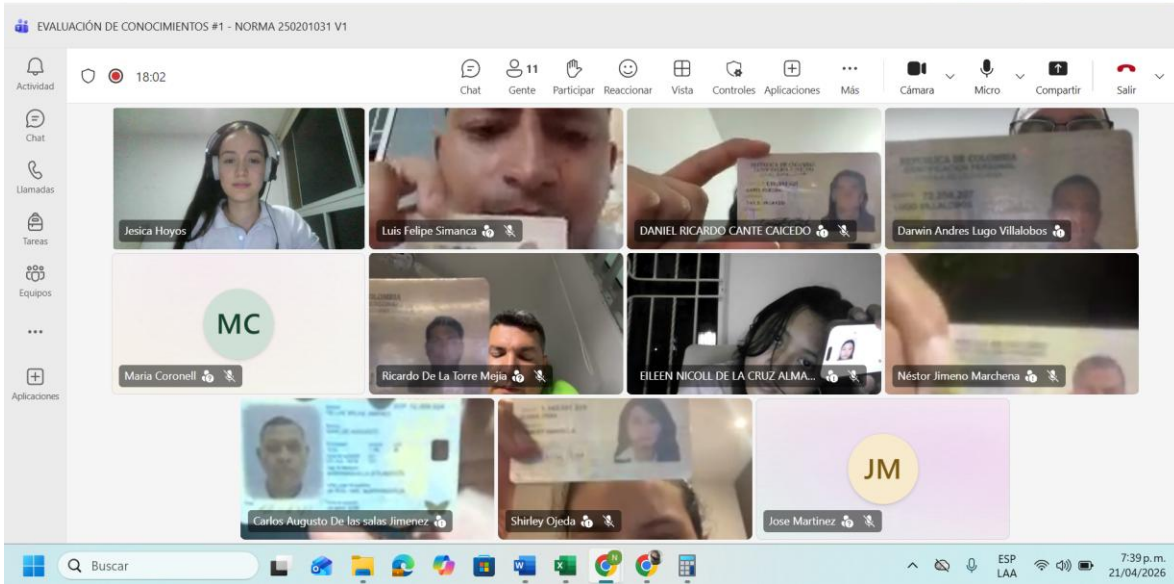 EVALUACIÓN DE CONOCIMIENTOS #1 - NORMA 250201031 V1
Actividad
Chat
Llamadas
Tareas
Equipos
Aplicaciones
18:02
Chat
11
Gente
Participar
Reaccionar
Vista
Controles
Aplicaciones
Más
Cámara
Micro
Compartir
Salir
Jesica Hoyos
Luis Felipe Simanca
DANIEL RICARDO CANTE CAICEDO
REPUBLICA DE COLOMBIA
Darwin Andres Lugo Villalobos
MC
Maria Coronell
Ricardo De La Torre Mejia
EILEEN NICOLL DE LA CRUZ ALMA...
Néstor Jimeno Marchena
Carlos Augusto De las salas Jimenez
Shirley Ojeda
JM
Jose Martinez
Buscar
ESP
LAA
7:39 p. m.
21/04/2026